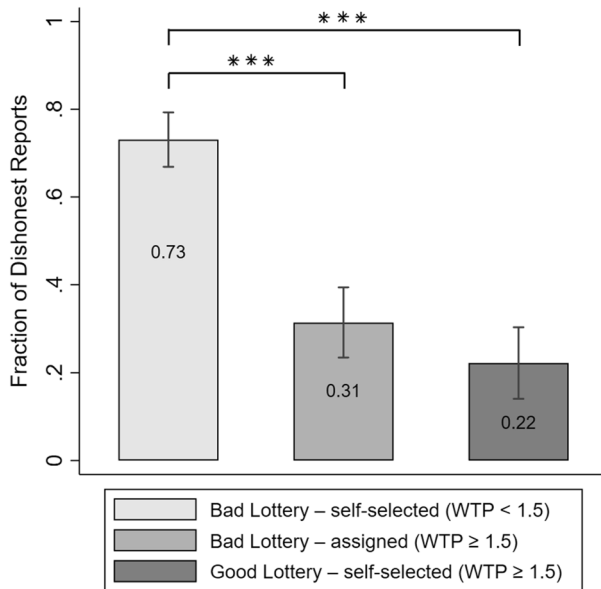 Fraction of Dishonest Reports
1
.8
.6
.4
.2
0
***
***
0.73
0.31
0.22
Bad Lottery – self-selected (WTP < 1.5)
Bad Lottery – assigned (WTP ≥ 1.5)
Good Lottery – self-selected (WTP ≥ 1.5)